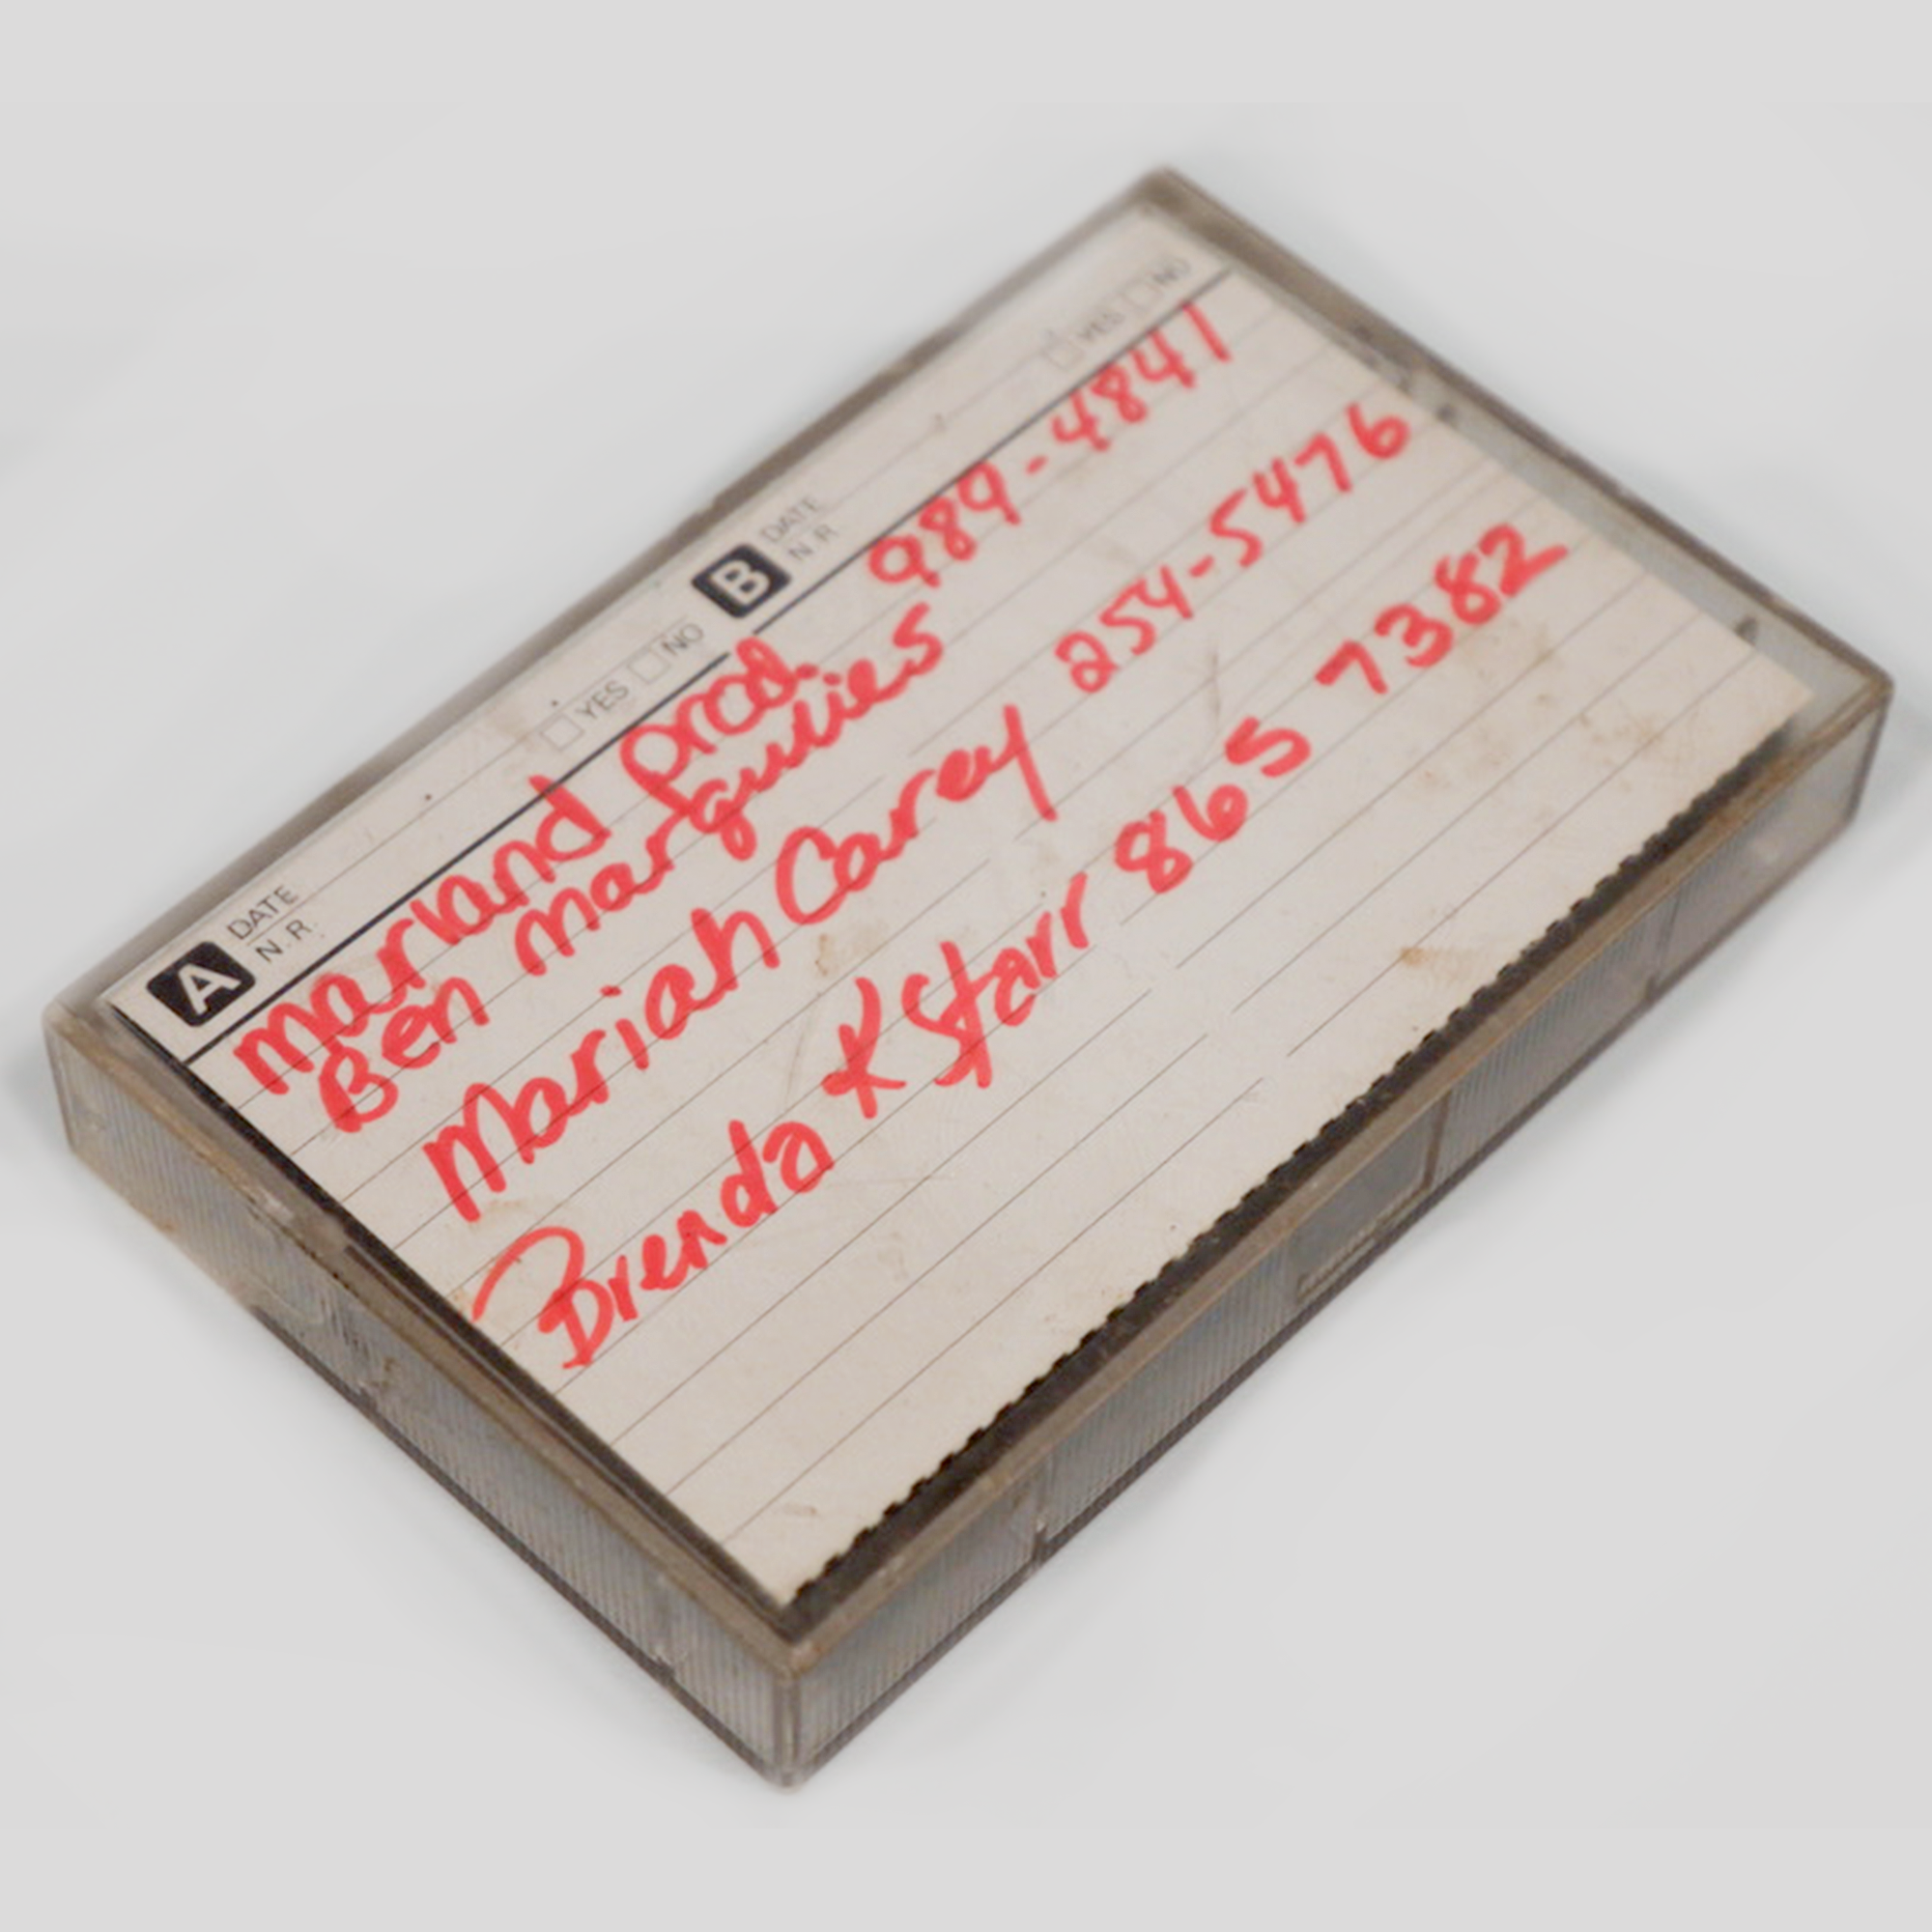 A DATE N.R. YES NO B DATE N.R. YES NO
Marland prod. 989-4841
Ben Margulies
Mariah Carey 254-5476
Brenda K Starr 865 7382